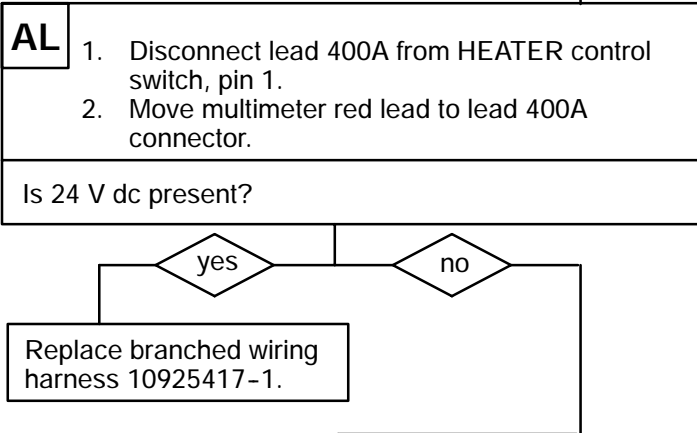 AL
1. Disconnect lead 400A from HEATER control
switch, pin 1.
2. Move multimeter red lead to lead 400A
connector.
Is 24 V dc present?
yes
no
Replace branched wiring
harness 10925417-1.